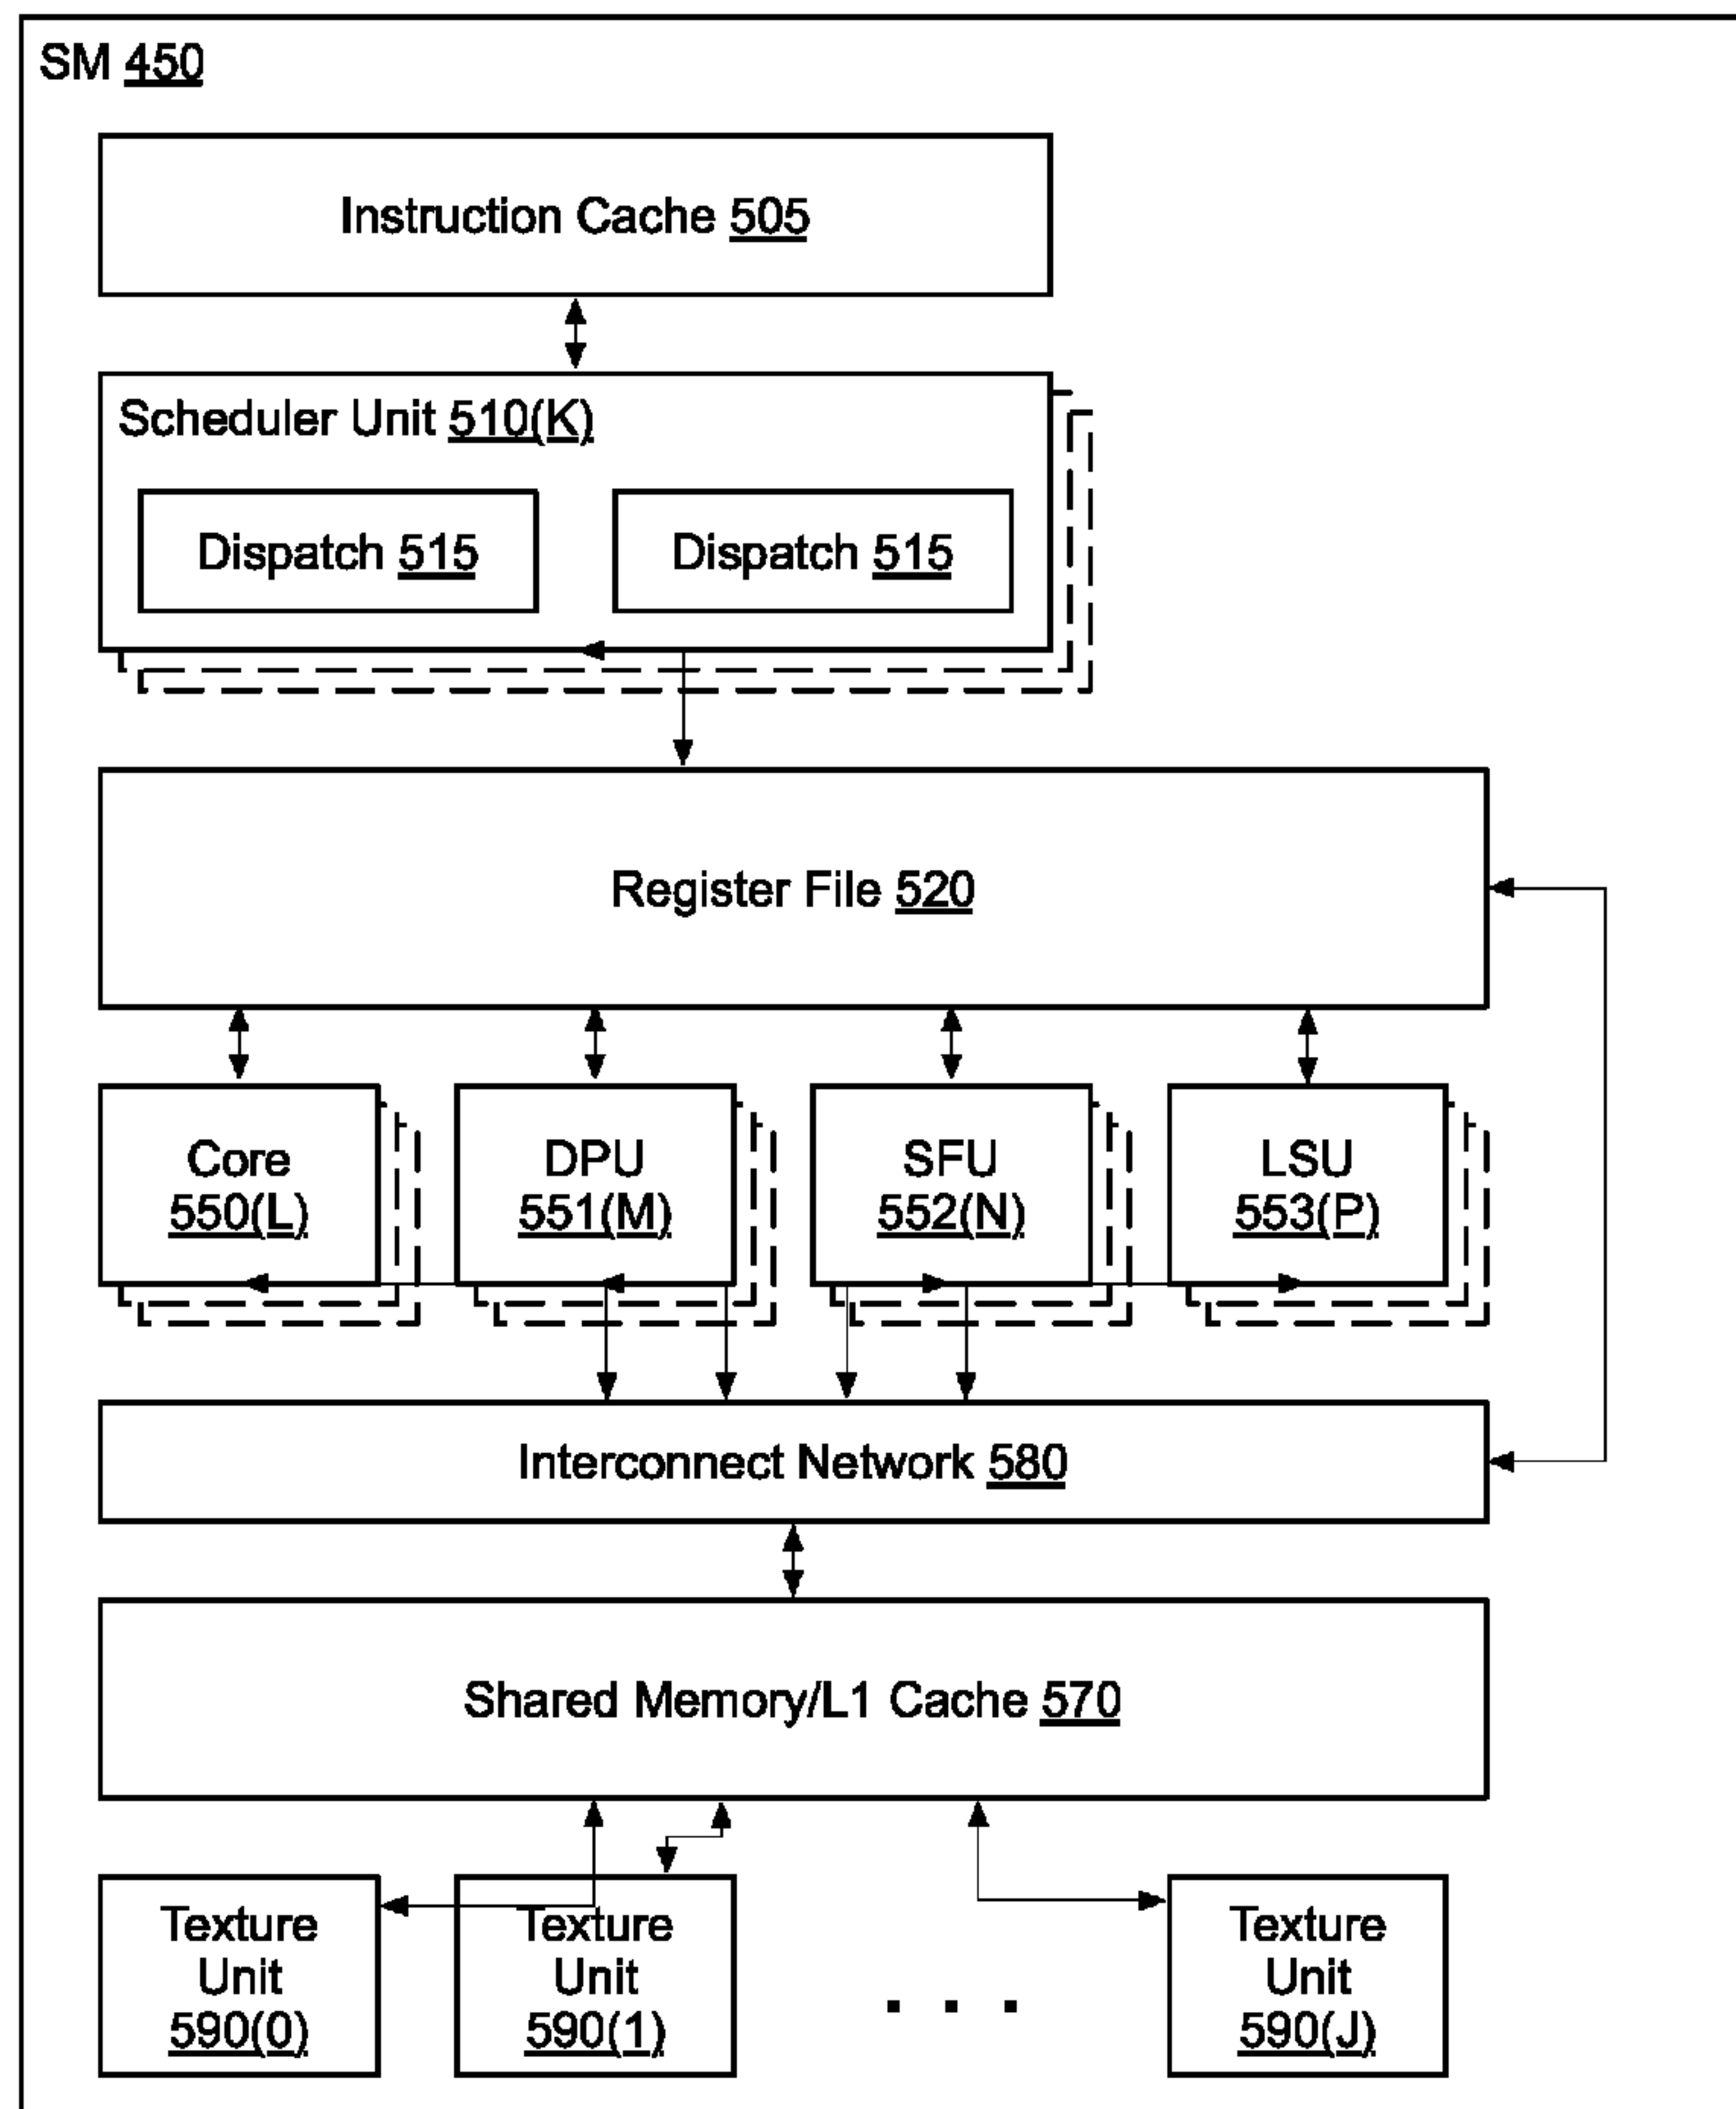 SM 450
Instruction Cache 505
Scheduler Unit 510(K)
Dispatch 515
Dispatch 515
Register File 520
Core
550(L)
DPU
551(M)
SFU
552(N)
LSU
553(P)
Interconnect Network 580
Shared Memory/L1 Cache 570
Texture
Unit
590(0)
Texture
Unit
590(1)
. . .
Texture
Unit
590(J)